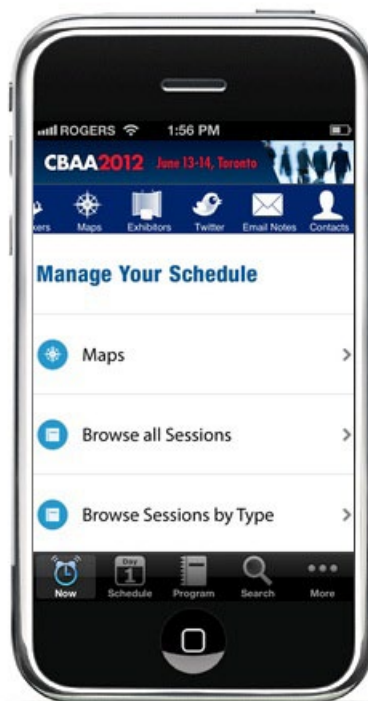 ROGERS 1:56 PM
CBAA2012 June 13-14, Toronto
kers Maps Exhibitors Twitter Email Notes Contacts
Manage Your Schedule
Maps
Browse all Sessions
Browse Sessions by Type
Day
1
Now Schedule Program Search More